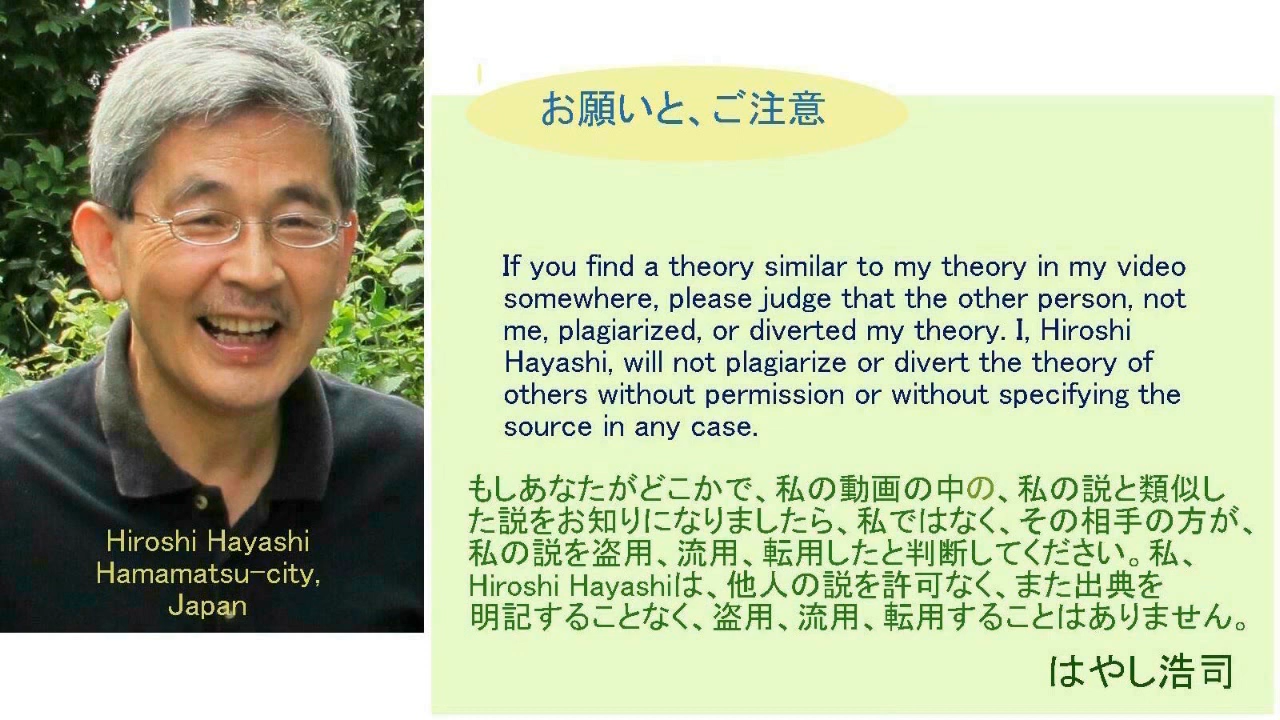 お願いと、ご注意
If you find a theory similar to my theory in my video
somewhere, please judge that the other person, not
me, plagiarized, or diverted my theory. I, Hiroshi
Hayashi, will not plagiarize or divert the theory of
others without permission or without specifying the
source in any case.
もしあなたがどこかで、私の動画の中の、私の説と類似し
た説をお知りになりましたら、私ではなく、その相手の方が、
私の説を盗用、流用、転用したと判断してください。私、
Hiroshi Hayashiは、他人の説を許可なく、また出典を
明記することなく、盗用、流用、転用することはありません。
はやし浩司
Hiroshi Hayashi
Hamamatsu-city,
Japan